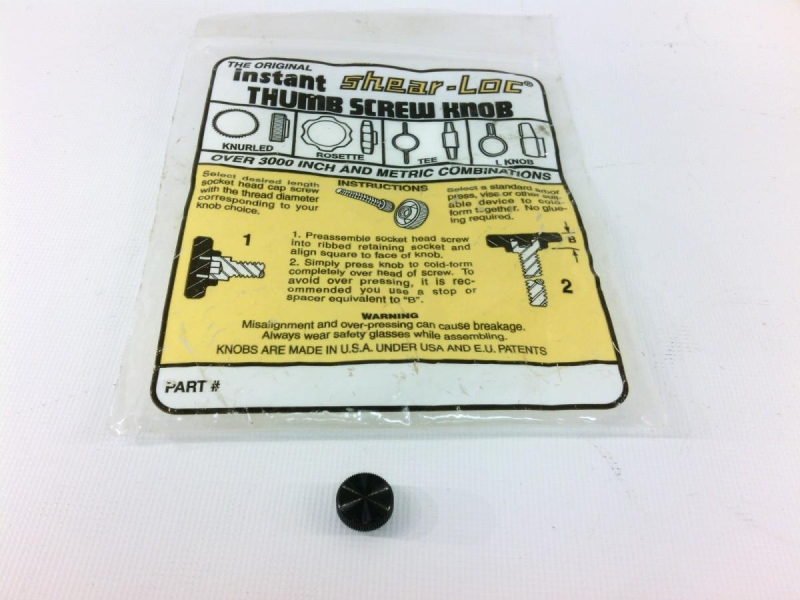 THE ORIGINAL
instant shear-Loc®
THUMB SCREW KNOB
KNURLED
ROSETTE
TEE
L KNOB
OVER 3000 INCH AND METRIC COMBINATIONS
Select desired length
socket head cap screw
with the thread diameter
corresponding to your
knob choice.
INSTRUCTIONS
Select a standard arbor
press, vise or other suit-
able device to cold-
form together. No glue-
ing required.
1
1. Preassemble socket head screw
into ribbed retaining socket and
align square to face of knob.
2. Simply press knob to cold-form
completely over head of screw. To
avoid over pressing, it is rec-
ommended you use a stop or
spacer equivalent to "B".
B
2
WARNING
Misalignment and over-pressing can cause breakage.
Always wear safety glasses while assembling.
KNOBS ARE MADE IN U.S.A. UNDER USA AND E.U. PATENTS
PART #